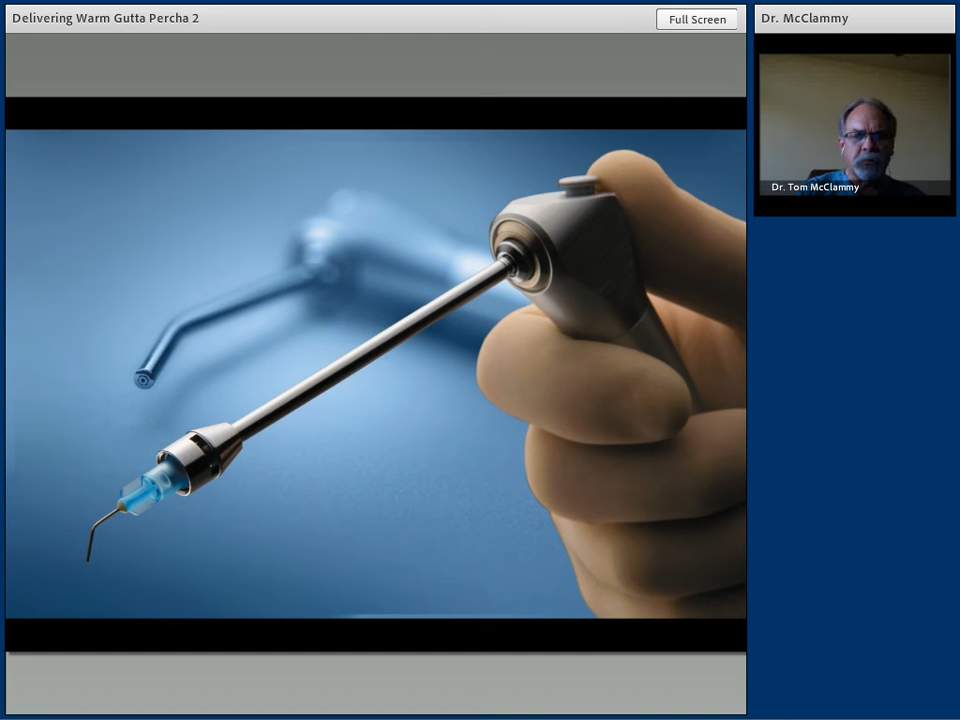 Delivering Warm Gutta Percha 2
Full Screen
Dr. McClammy
Dr. Tom McClammy